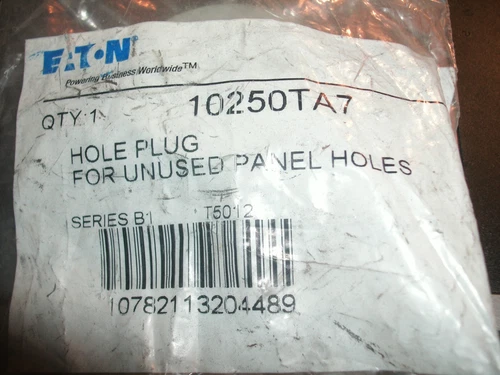 EATON
Powering Business Worldwide™
QTY:1 10250TA7
HOLE PLUG
FOR UNUSED PANEL HOLES
SERIES B1 T5012
10782113204489